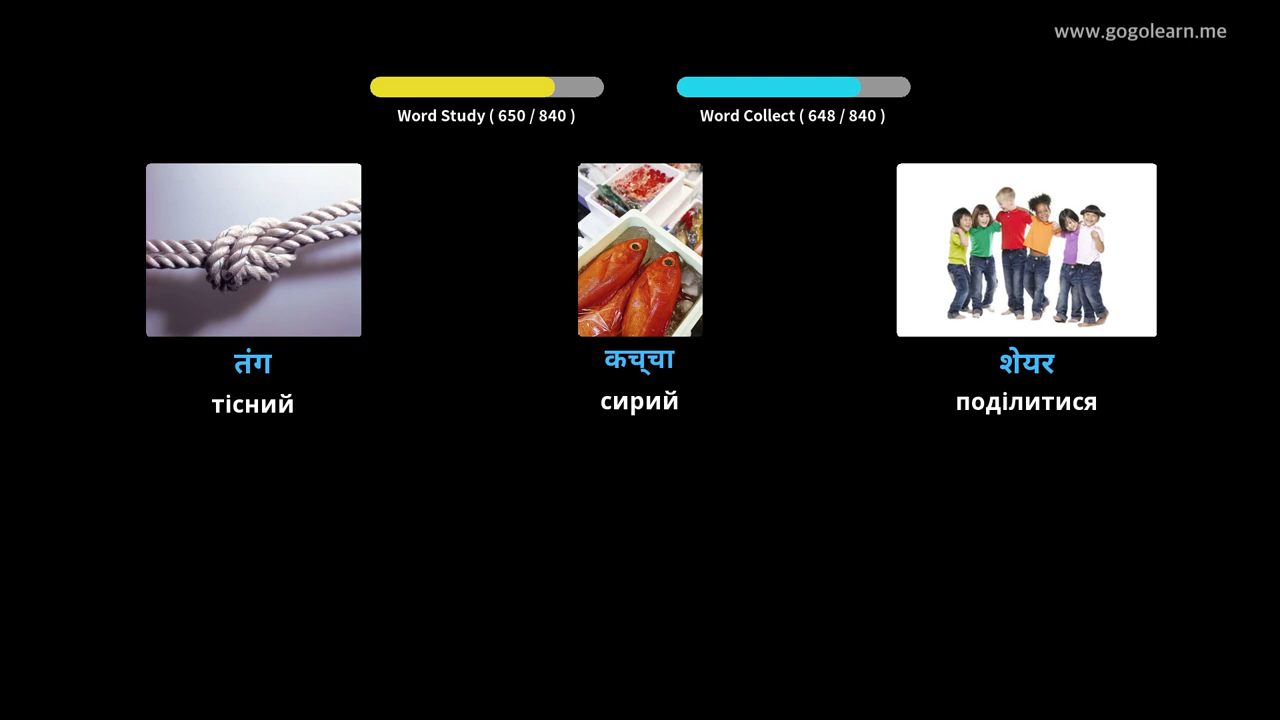 www.gogolearn.me
Word Study ( 650 / 840 )
Word Collect ( 648 / 840 )
तंग
тісний
कच्चा
сирий
शेयर
поділитися